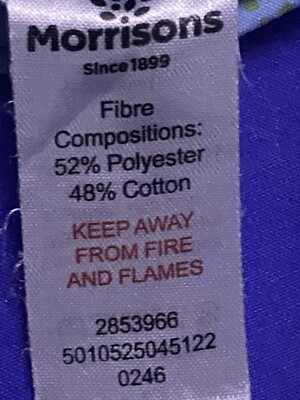 Morrisons
Since 1899
Fibre
Compositions:
52% Polyester
48% Cotton
KEEP AWAY
FROM FIRE
AND FLAMES
2853966
5010525045122
0246